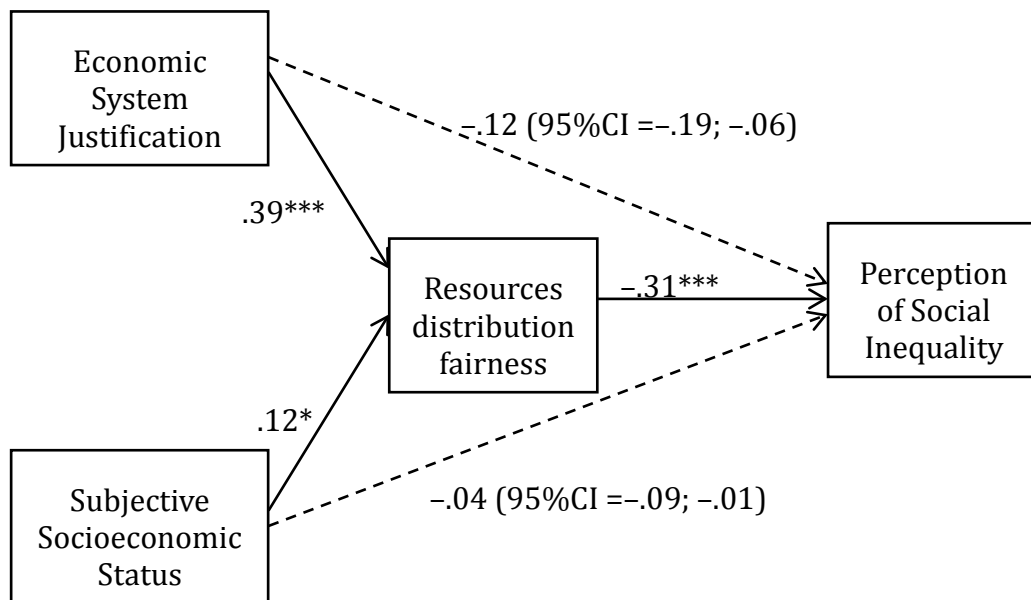 Economic
System
Justification
–.12 (95%CI =–.19; –.06)
.39***
Resources
distribution
fairness
–.31***
Perception
of Social
Inequality
.12*
–.04 (95%CI =–.09; –.01)
Subjective
Socioeconomic
Status